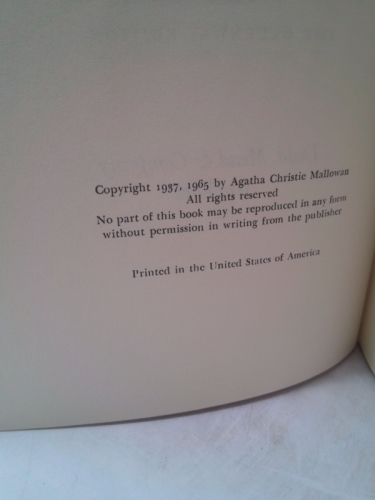 Copyright 1937, 1965 by Agatha Christie Mallowan
All rights reserved
No part of this book may be reproduced in any form
without permission in writing from the publisher
Printed in the United States of America